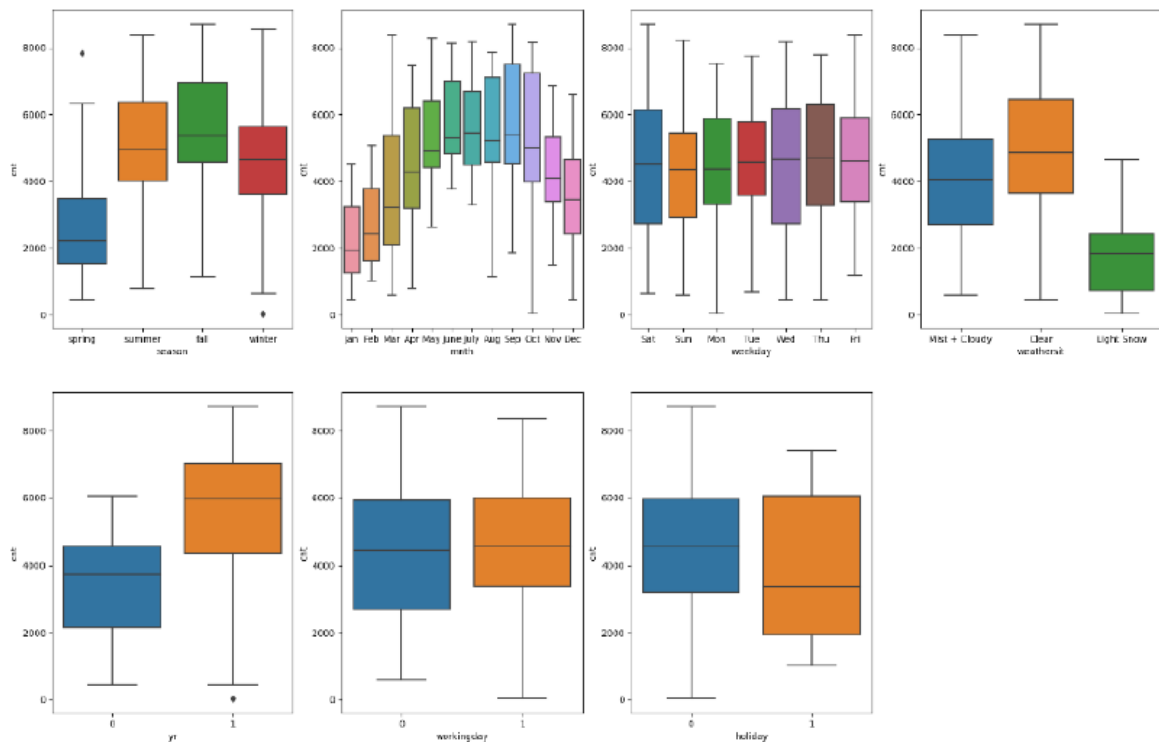 cnt
8000
6000
4000
2000
0
spring summer fall winter
season
cnt
8000
6000
4000
2000
0
Jan Feb Mar Apr May June July Aug Sep Oct Nov Dec
mnth
cnt
8000
6000
4000
2000
0
Sat Sun Mon Tue Wed Thu Fri
weekday
cnt
8000
6000
4000
2000
0
Mist + Cloudy Clear Light Snow
weathersit
cnt
8000
6000
4000
2000
0
0 1
yr
cnt
8000
6000
4000
2000
0
0 1
workingday
cnt
8000
6000
4000
2000
0
0 1
holiday